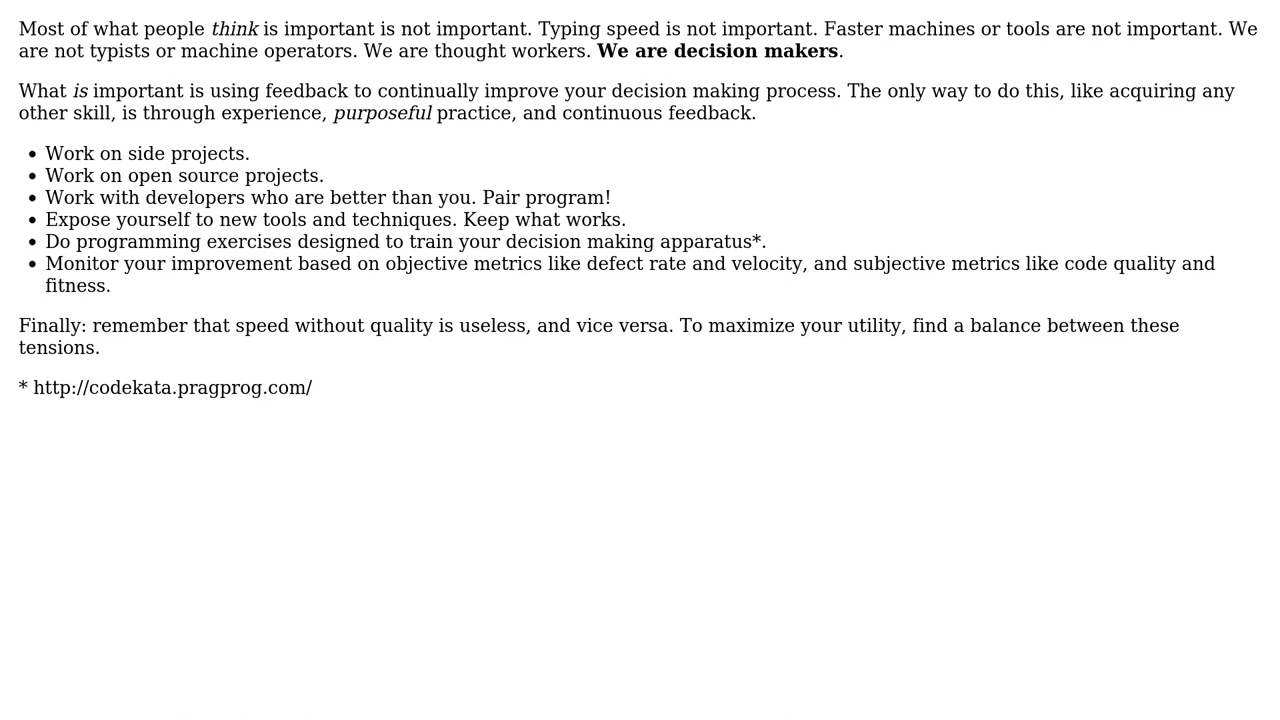 Most of what people think is important is not important. Typing speed is not important. Faster machines or tools are not important. We
are not typists or machine operators. We are thought workers. We are decision makers.
What is important is using feedback to continually improve your decision making process. The only way to do this, like acquiring any
other skill, is through experience, purposeful practice, and continuous feedback.
• Work on side projects.
• Work on open source projects.
• Work with developers who are better than you. Pair program!
• Expose yourself to new tools and techniques. Keep what works.
• Do programming exercises designed to train your decision making apparatus*.
• Monitor your improvement based on objective metrics like defect rate and velocity, and subjective metrics like code quality and
fitness.
Finally: remember that speed without quality is useless, and vice versa. To maximize your utility, find a balance between these
tensions.
* http://codekata.pragprog.com/